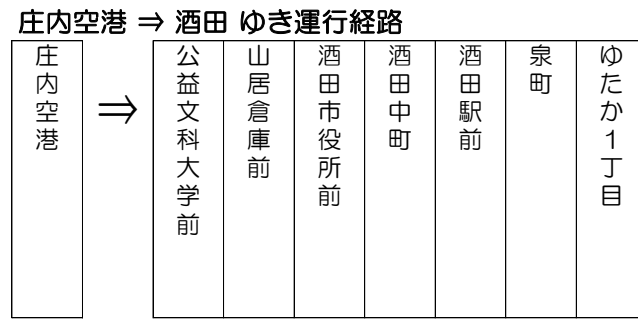 庄内空港 ⇒ 酒田 ゆき運行経路
庄内空港
⇒
公益文科大学前
山居倉庫前
酒田市役所前
酒田中町
酒田駅前
泉町
ゆたか1丁目